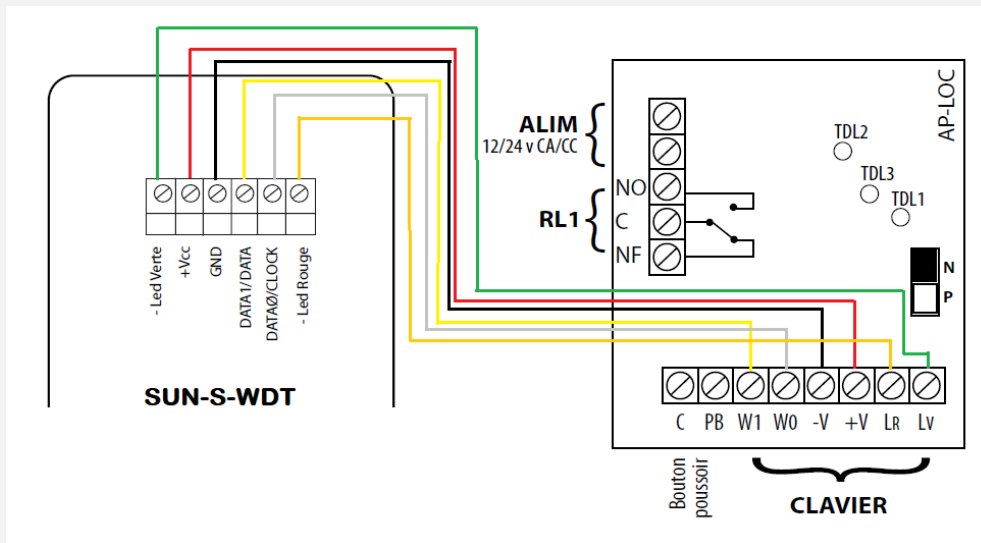 - Led Verte
+Vcc
GND
DATA1/DATA
DATAØ/CLOCK
- Led Rouge
SUN-S-WDT
AP-LOC
ALIM
12/24 v CA/CC
RL1
NO
C
NF
TDL2
TDL3
TDL1
N
P
C PB W1 W0 -V +V LR LV
Bouton
poussoir
CLAVIER